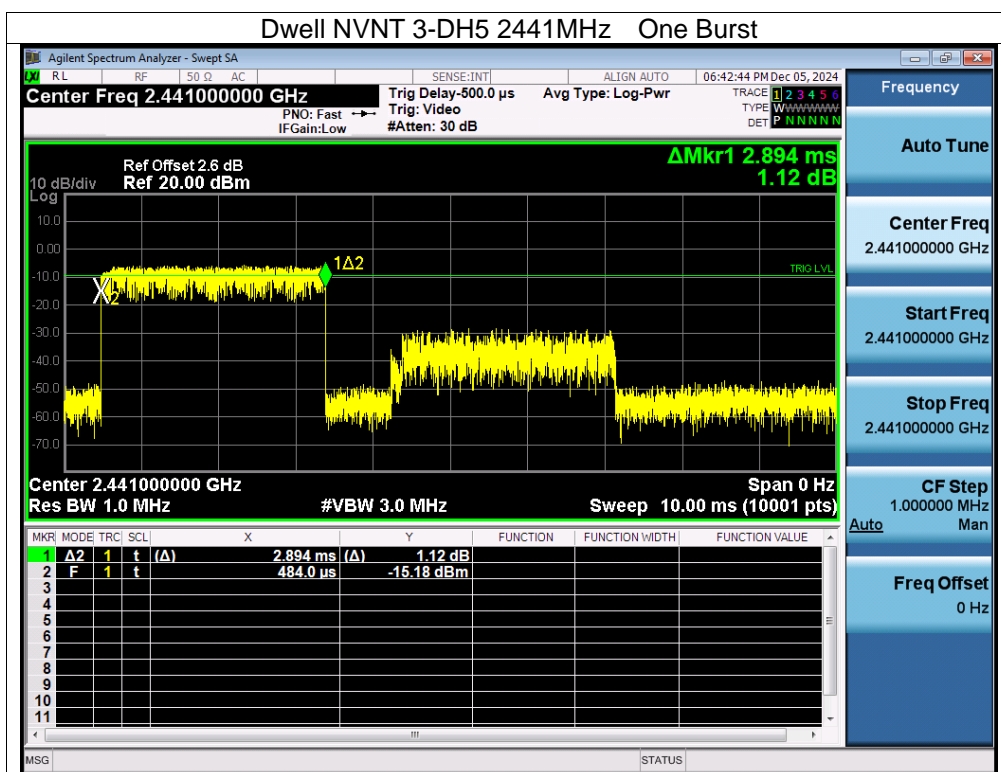 Dwell NVNT 3-DH5 2441MHz One Burst
Agilent Spectrum Analyzer - Swept SA
LXI RL RF 50 Ω AC SENSE:INT ALIGN AUTO 06:42:44 PM Dec 05, 2024
Center Freq 2.441000000 GHz Trig Delay-500.0 µs Avg Type: Log-Pwr TRACE 1 2 3 4 5 6
PNO: Fast Trig: Video TYPE WWWWWW
IFGain:Low #Atten: 30 dB DET P N N N N N
ΔMkr1 2.894 ms
1.12 dB
Ref Offset 2.6 dB
10 dB/div Ref 20.00 dBm
Log
10.0
0.00
-10.0
-20.0
-30.0
-40.0
-50.0
-60.0
-70.0
1Δ2
2
TRIG LVL
Center 2.441000000 GHz Span 0 Hz
Res BW 1.0 MHz #VBW 3.0 MHz Sweep 10.00 ms (10001 pts)
MKR MODE TRC SCL X Y FUNCTION FUNCTION WIDTH FUNCTION VALUE
1 Δ2 1 t (Δ) 2.894 ms (Δ) 1.12 dB
2 F 1 t 484.0 µs -15.18 dBm
3
4
5
6
7
8
9
10
11
MSG STATUS
Frequency
Auto Tune
Center Freq
2.441000000 GHz
Start Freq
2.441000000 GHz
Stop Freq
2.441000000 GHz
CF Step
1.000000 MHz
Auto Man
Freq Offset
0 Hz